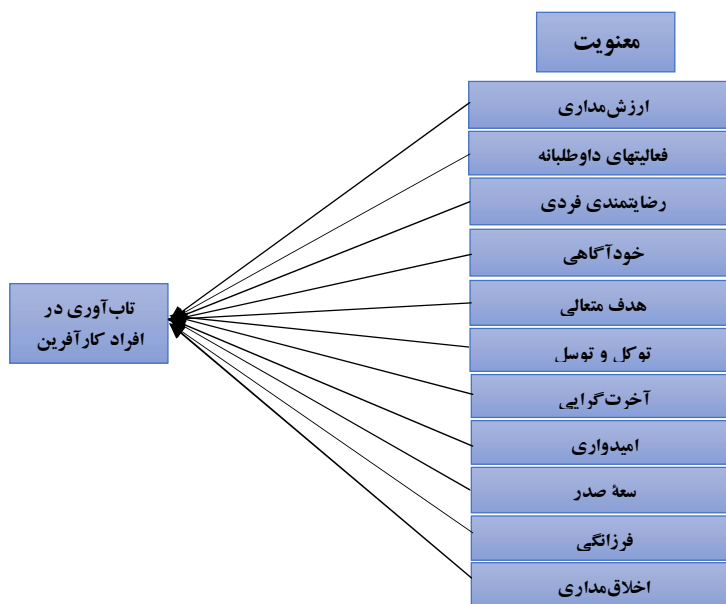 معنویت
ارزش‌مداری
فعالیتهای داوطلبانه
رضایتمندی فردی
خودآگاهی
هدف متعالی
توکل و توسل
آخرت‌گرایی
امیدواری
سعهٔ صدر
فرزانگی
اخلاق‌مداری
تاب‌آوری در
افراد کارآفرین